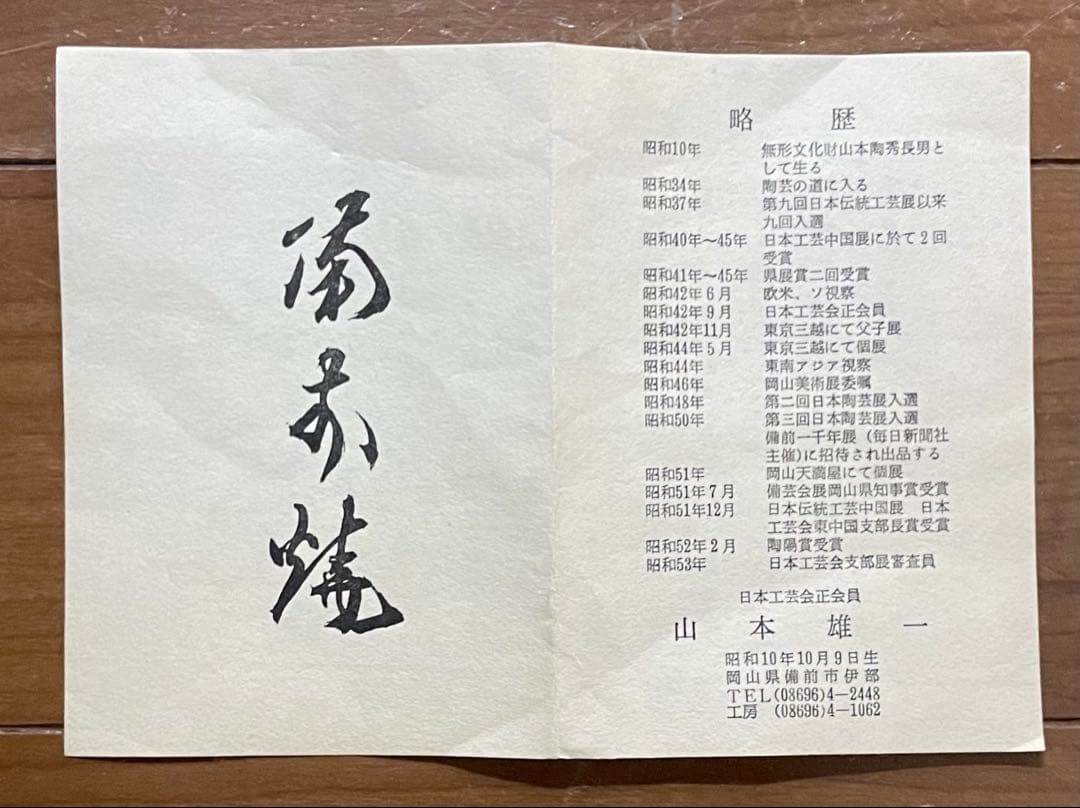 備前焼
略歴
昭和10年 無形文化財山本陶秀長男と
して生る
昭和34年 陶芸の道に入る
昭和37年 第九回日本伝統工芸展以来
九回入選
昭和40年〜45年 日本工芸中国展に於て2回
受賞
昭和41年〜45年 県展賞二回受賞
昭和42年6月 欧米、ソ視察
昭和42年9月 日本工芸会正会員
昭和42年11月 東京三越にて父子展
昭和44年5月 東京三越にて個展
昭和44年 東南アジア視察
昭和46年 岡山美術展委嘱
昭和48年 第二回日本陶芸展入選
昭和50年 第三回日本陶芸展入選
備前一千年展(毎日新聞社
主催)に招待され出品する
昭和51年 岡山天満屋にて個展
昭和51年7月 備芸会展岡山県知事賞受賞
昭和51年12月 日本伝統工芸中国展 日本
工芸会東中国支部長賞受賞
昭和52年2月 陶陽賞受賞
昭和53年 日本工芸会支部展審査員
日本工芸会正会員
山本雄一
昭和10年10月9日生
岡山県備前市伊部
TEL(08696)4―2448
工房 (08696)4―1062